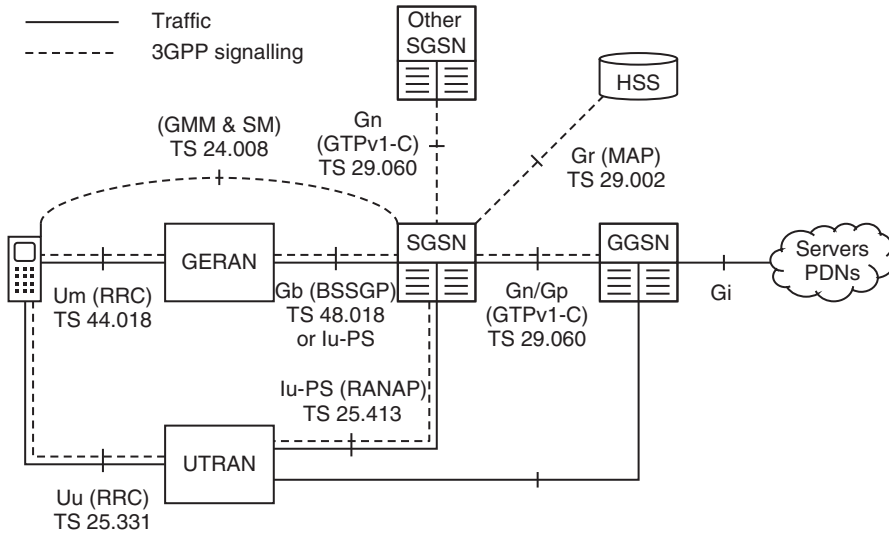 Traffic
3GPP signalling
Other
SGSN
HSS
(GMM & SM)
TS 24.008
Gn
(GTPv1-C)
TS 29.060
Gr (MAP)
TS 29.002
GERAN
SGSN
GGSN
Servers
PDNs
Um (RRC)
TS 44.018
Gb (BSSGP)
TS 48.018
or Iu-PS
Gn/Gp
(GTPv1-C)
TS 29.060
Gi
Iu-PS (RANAP)
TS 25.413
UTRAN
Uu (RRC)
TS 25.331